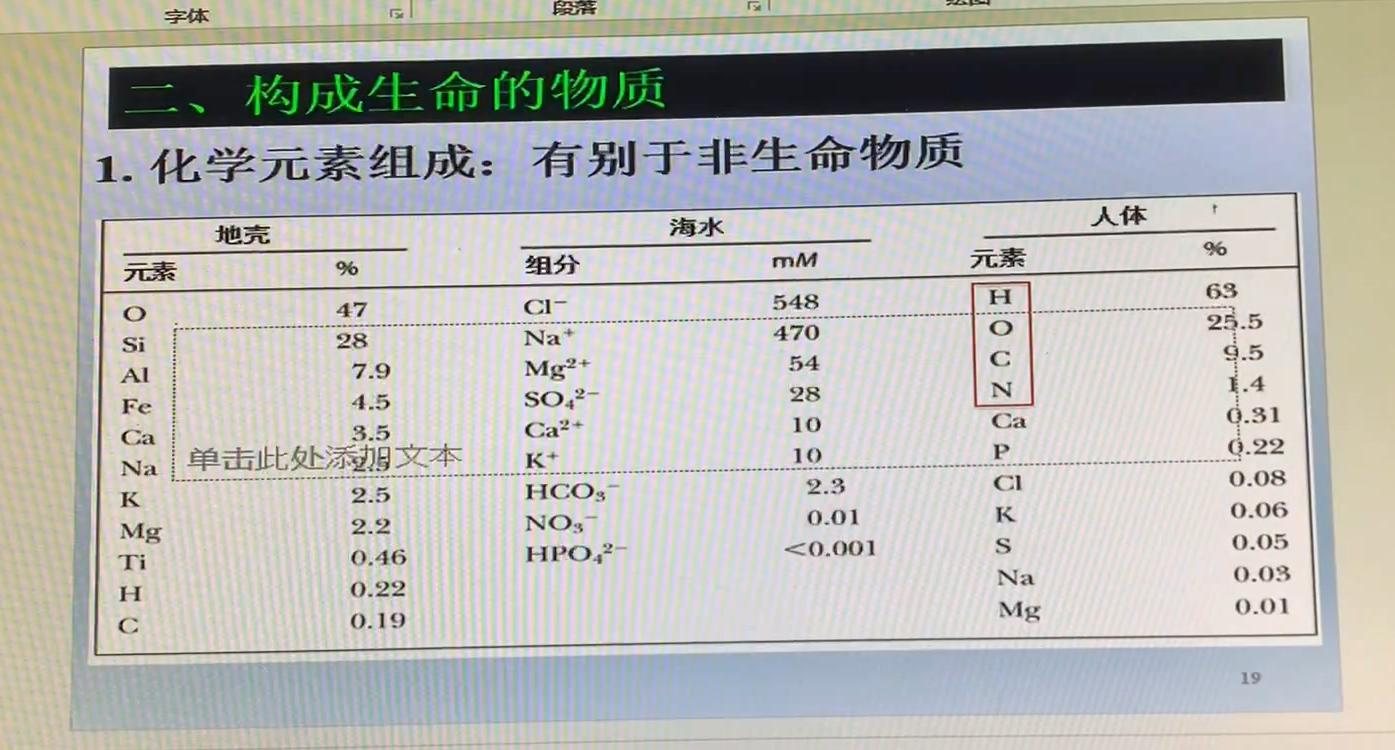 字体 段落
二、构成生命的物质
1. 化学元素组成：有别于非生命物质
地壳 海水 人体
元素 % 组分 mM 元素 %
O 47 Cl⁻ 548 H 63
Si 28 Na⁺ 470 O 25.5
Al 7.9 Mg²⁺ 54 C 9.5
Fe 4.5 SO₄²⁻ 28 N 1.4
Ca 3.5 Ca²⁺ 10 Ca 0.31
Na 2.5 K⁺ 10 P 0.22
单击此处添加文本
K 2.5 HCO₃⁻ 2.3 Cl 0.08
Mg 2.2 NO₃⁻ 0.01 K 0.06
Ti 0.46 HPO₄²⁻ <0.001 S 0.05
H 0.22 Na 0.03
C 0.19 Mg 0.01
19